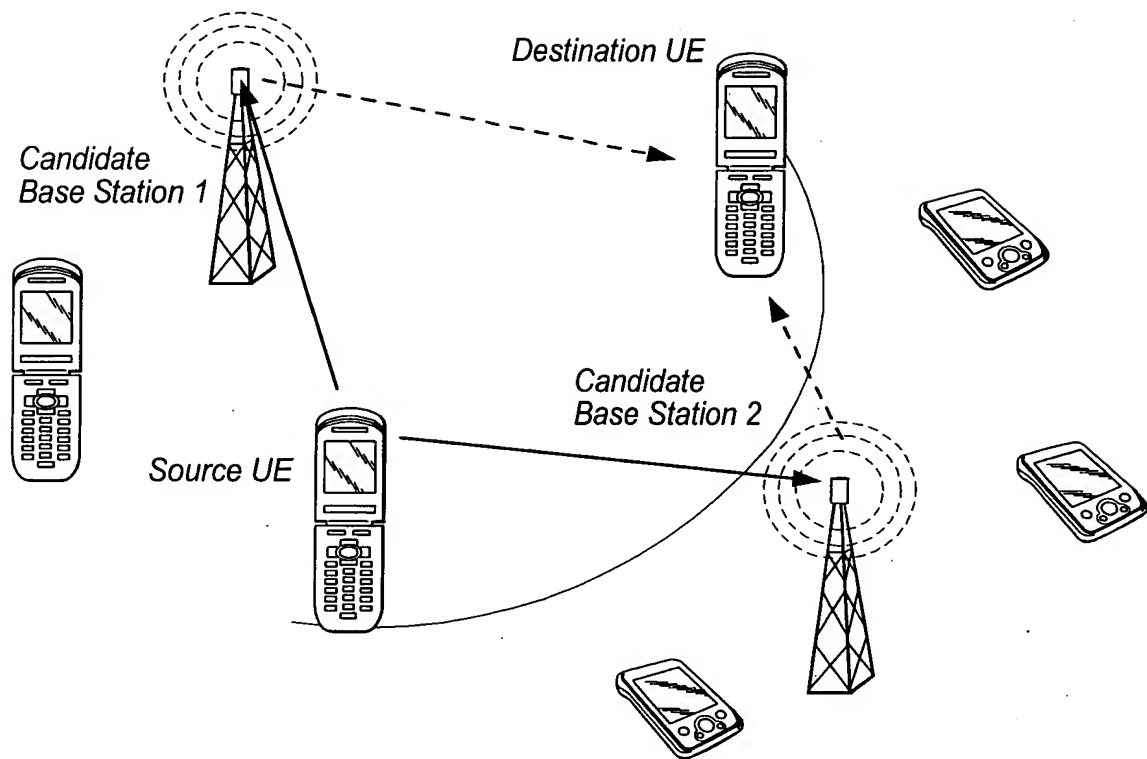 Destination UE
Candidate
Base Station 1
Candidate
Base Station 2
Source UE